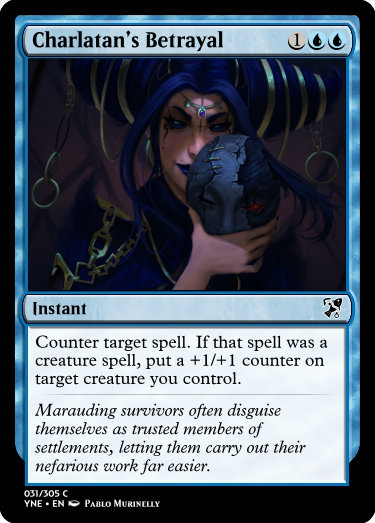 Charlatan's Betrayal 1
Instant
Counter target spell. If that spell was a
creature spell, put a +1/+1 counter on
target creature you control.
Marauding survivors often disguise
themselves as trusted members of
settlements, letting them carry out their
nefarious work far easier.
031/305 C
YNE • EN Pablo Murinelly